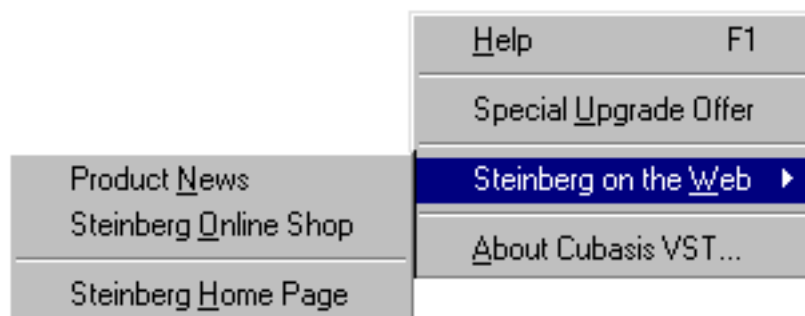 Help F1
Special Upgrade Offer
Steinberg on the Web
About Cubasis VST...
Product News
Steinberg Online Shop
Steinberg Home Page